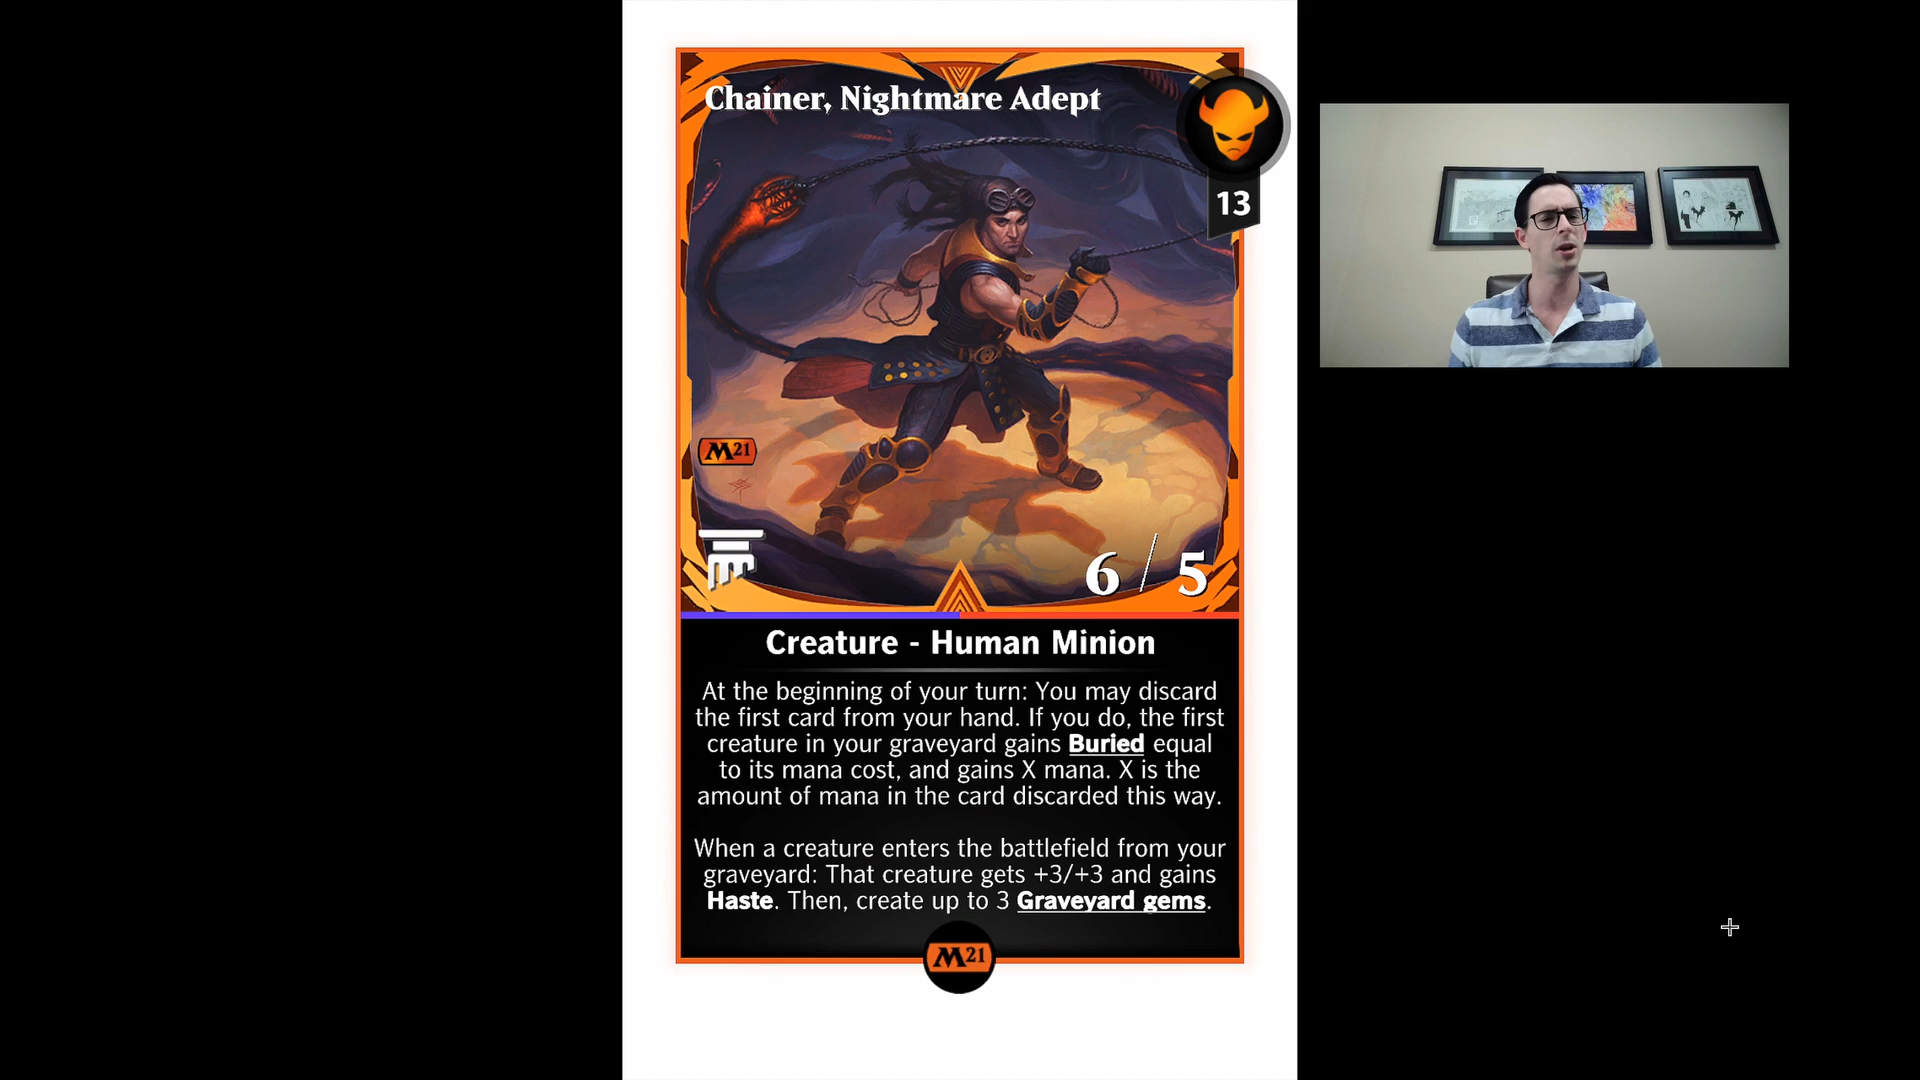 Chainer, Nightmare Adept
13
M21
6 / 5
Creature - Human Minion
At the beginning of your turn: You may discard
the first card from your hand. If you do, the first
creature in your graveyard gains Buried equal
to its mana cost, and gains X mana. X is the
amount of mana in the card discarded this way.
When a creature enters the battlefield from your
graveyard: That creature gets +3/+3 and gains
Haste. Then, create up to 3 Graveyard gems.
M21